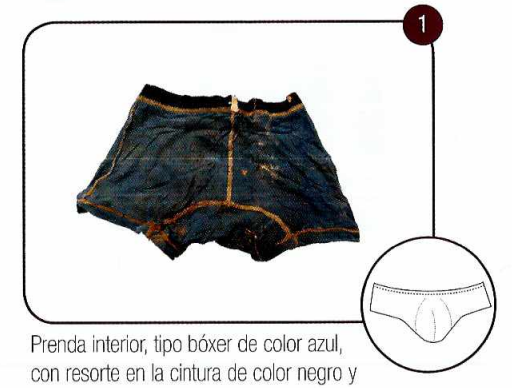 1
Prenda interior, tipo bóxer de color azul,
con resorte en la cintura de color negro y